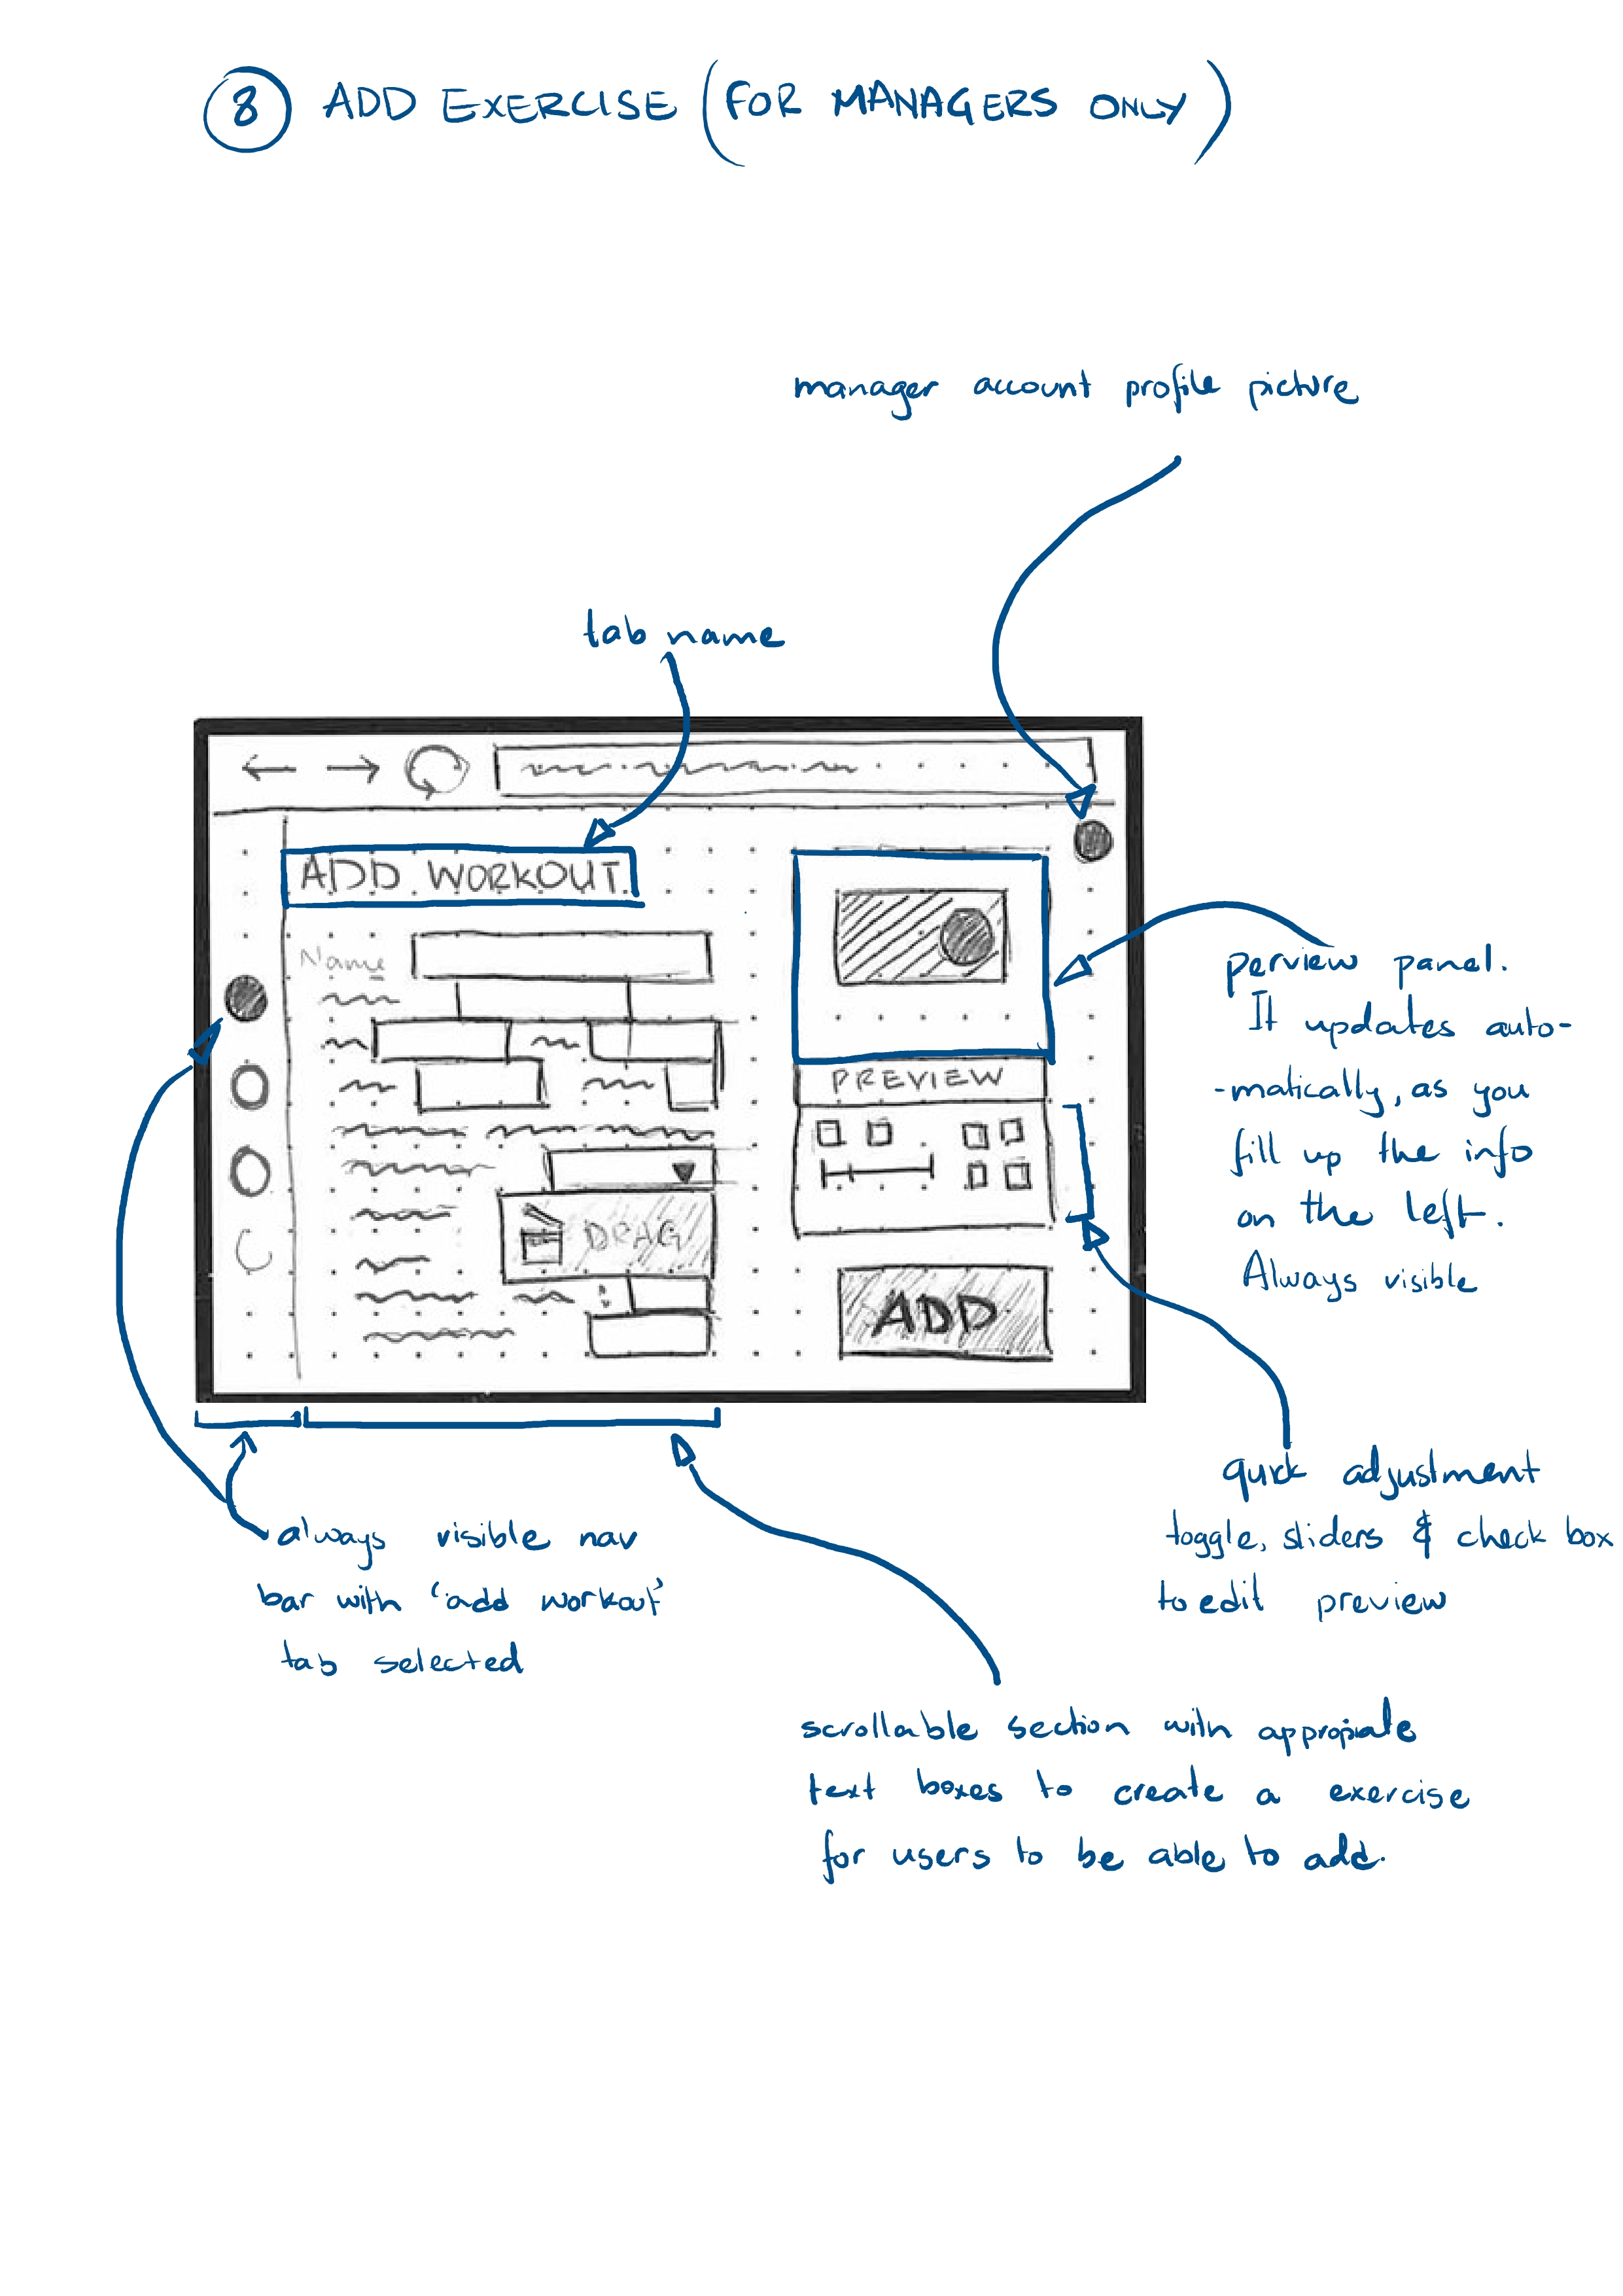 8 ADD EXERCISE (FOR MANAGERS ONLY)
manager account profile picture
tab name
ADD WORKOUT
Name
DRAG
PREVIEW
ADD
perview panel.
It updates auto-
-matically, as you
fill up the info
on the left.
Always visible
quick adjustment
toggle, sliders & check box
to edit preview
always visible nav
bar with 'add workout'
tab selected
scrollable section with appropiate
text boxes to create a exercise
for users to be able to add.